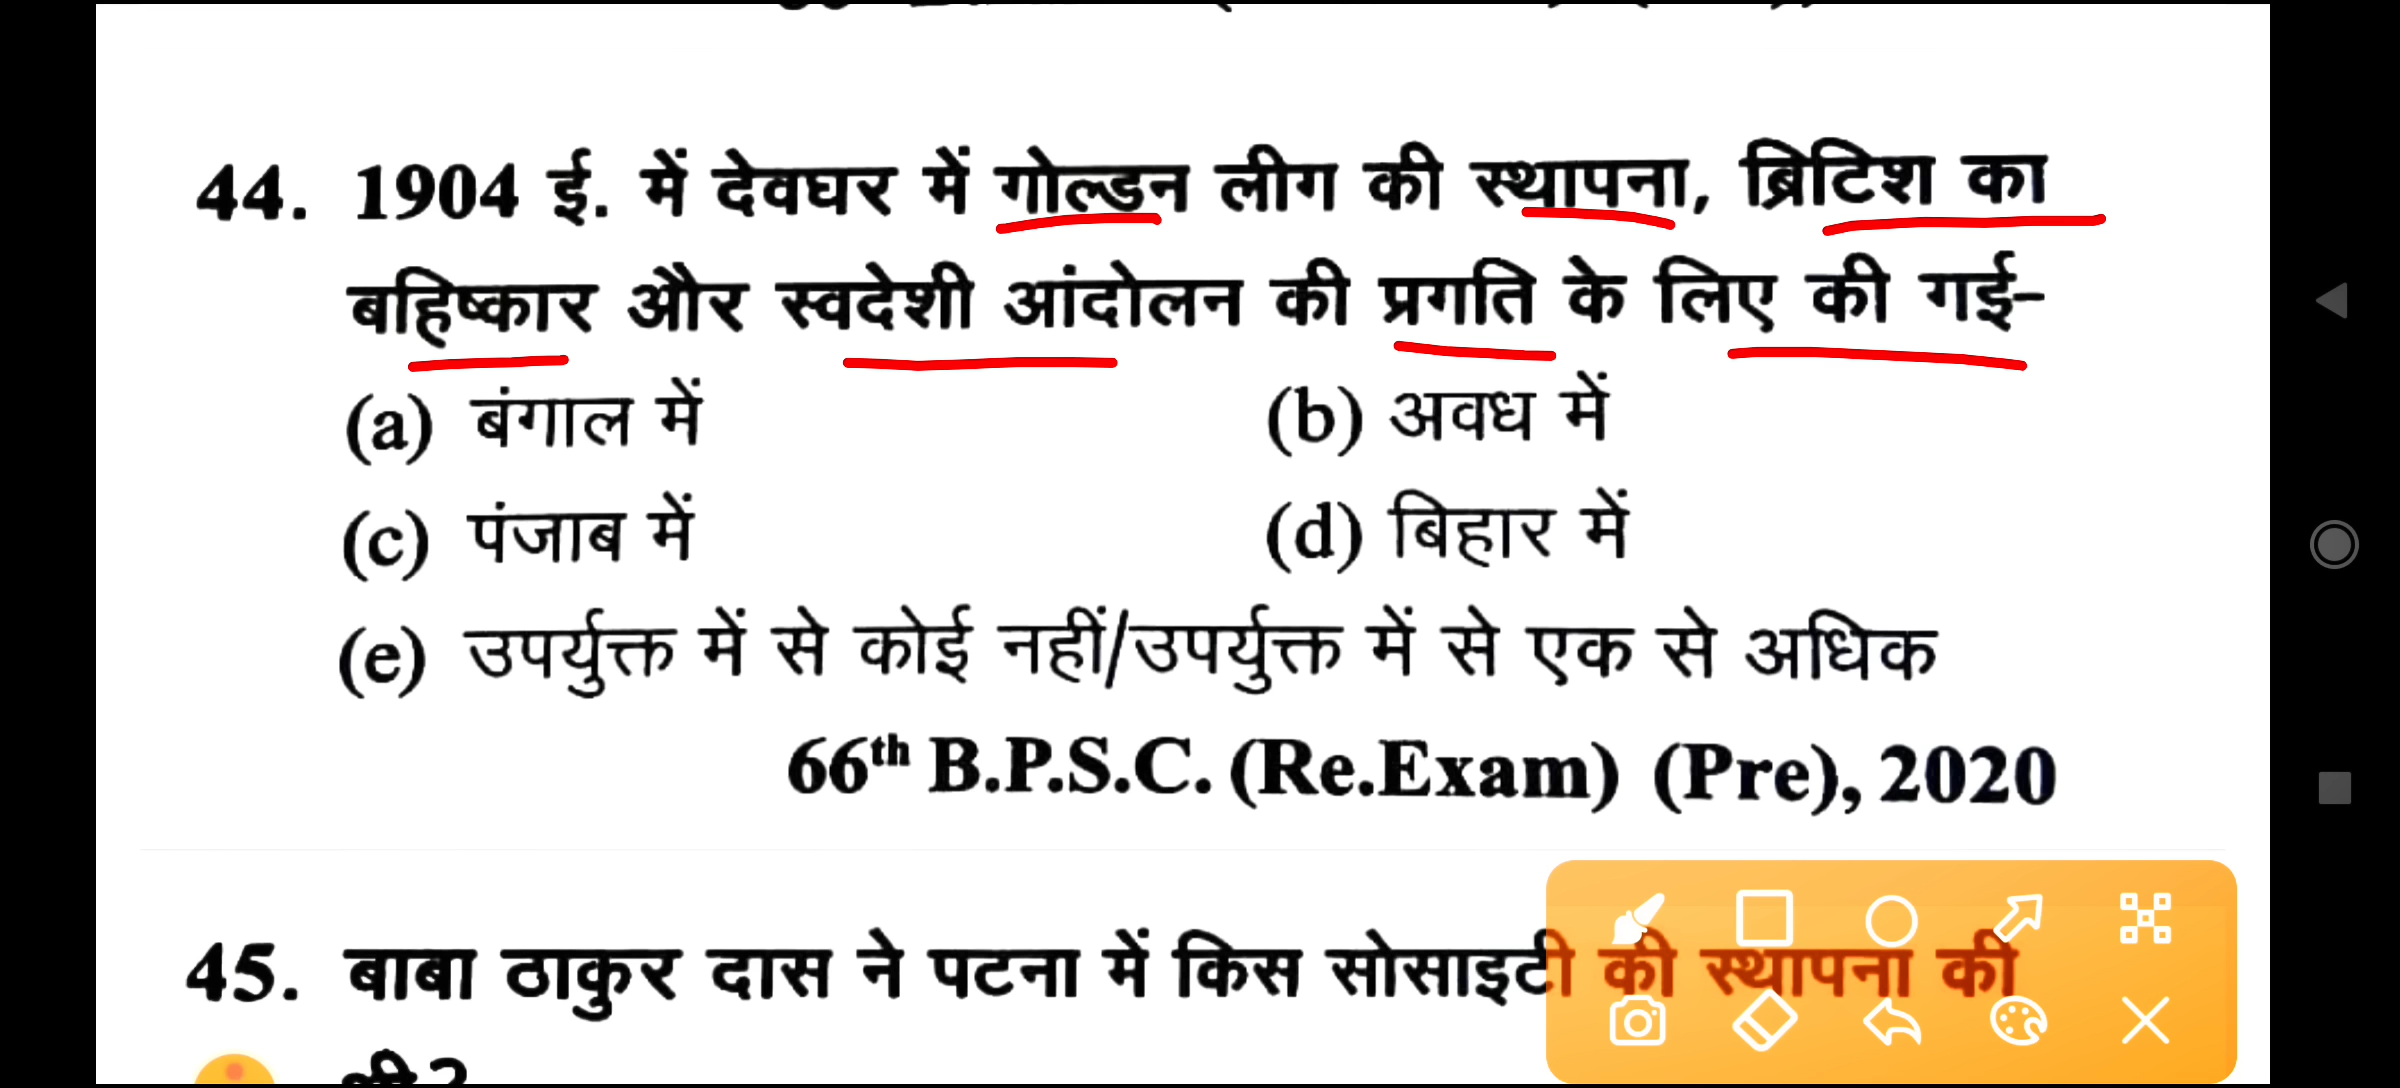 44. 1904 ई. में देवघर में गोल्डन लीग की स्थापना, ब्रिटिश का
बहिष्कार और स्वदेशी आंदोलन की प्रगति के लिए की गई–
(a) बंगाल में (b) अवध में
(c) पंजाब में (d) बिहार में
(e) उपर्युक्त में से कोई नहीं/उपर्युक्त में से एक से अधिक
66th B.P.S.C. (Re.Exam) (Pre), 2020
45. बाबा ठाकुर दास ने पटना में किस सोसाइटी की स्थापना की